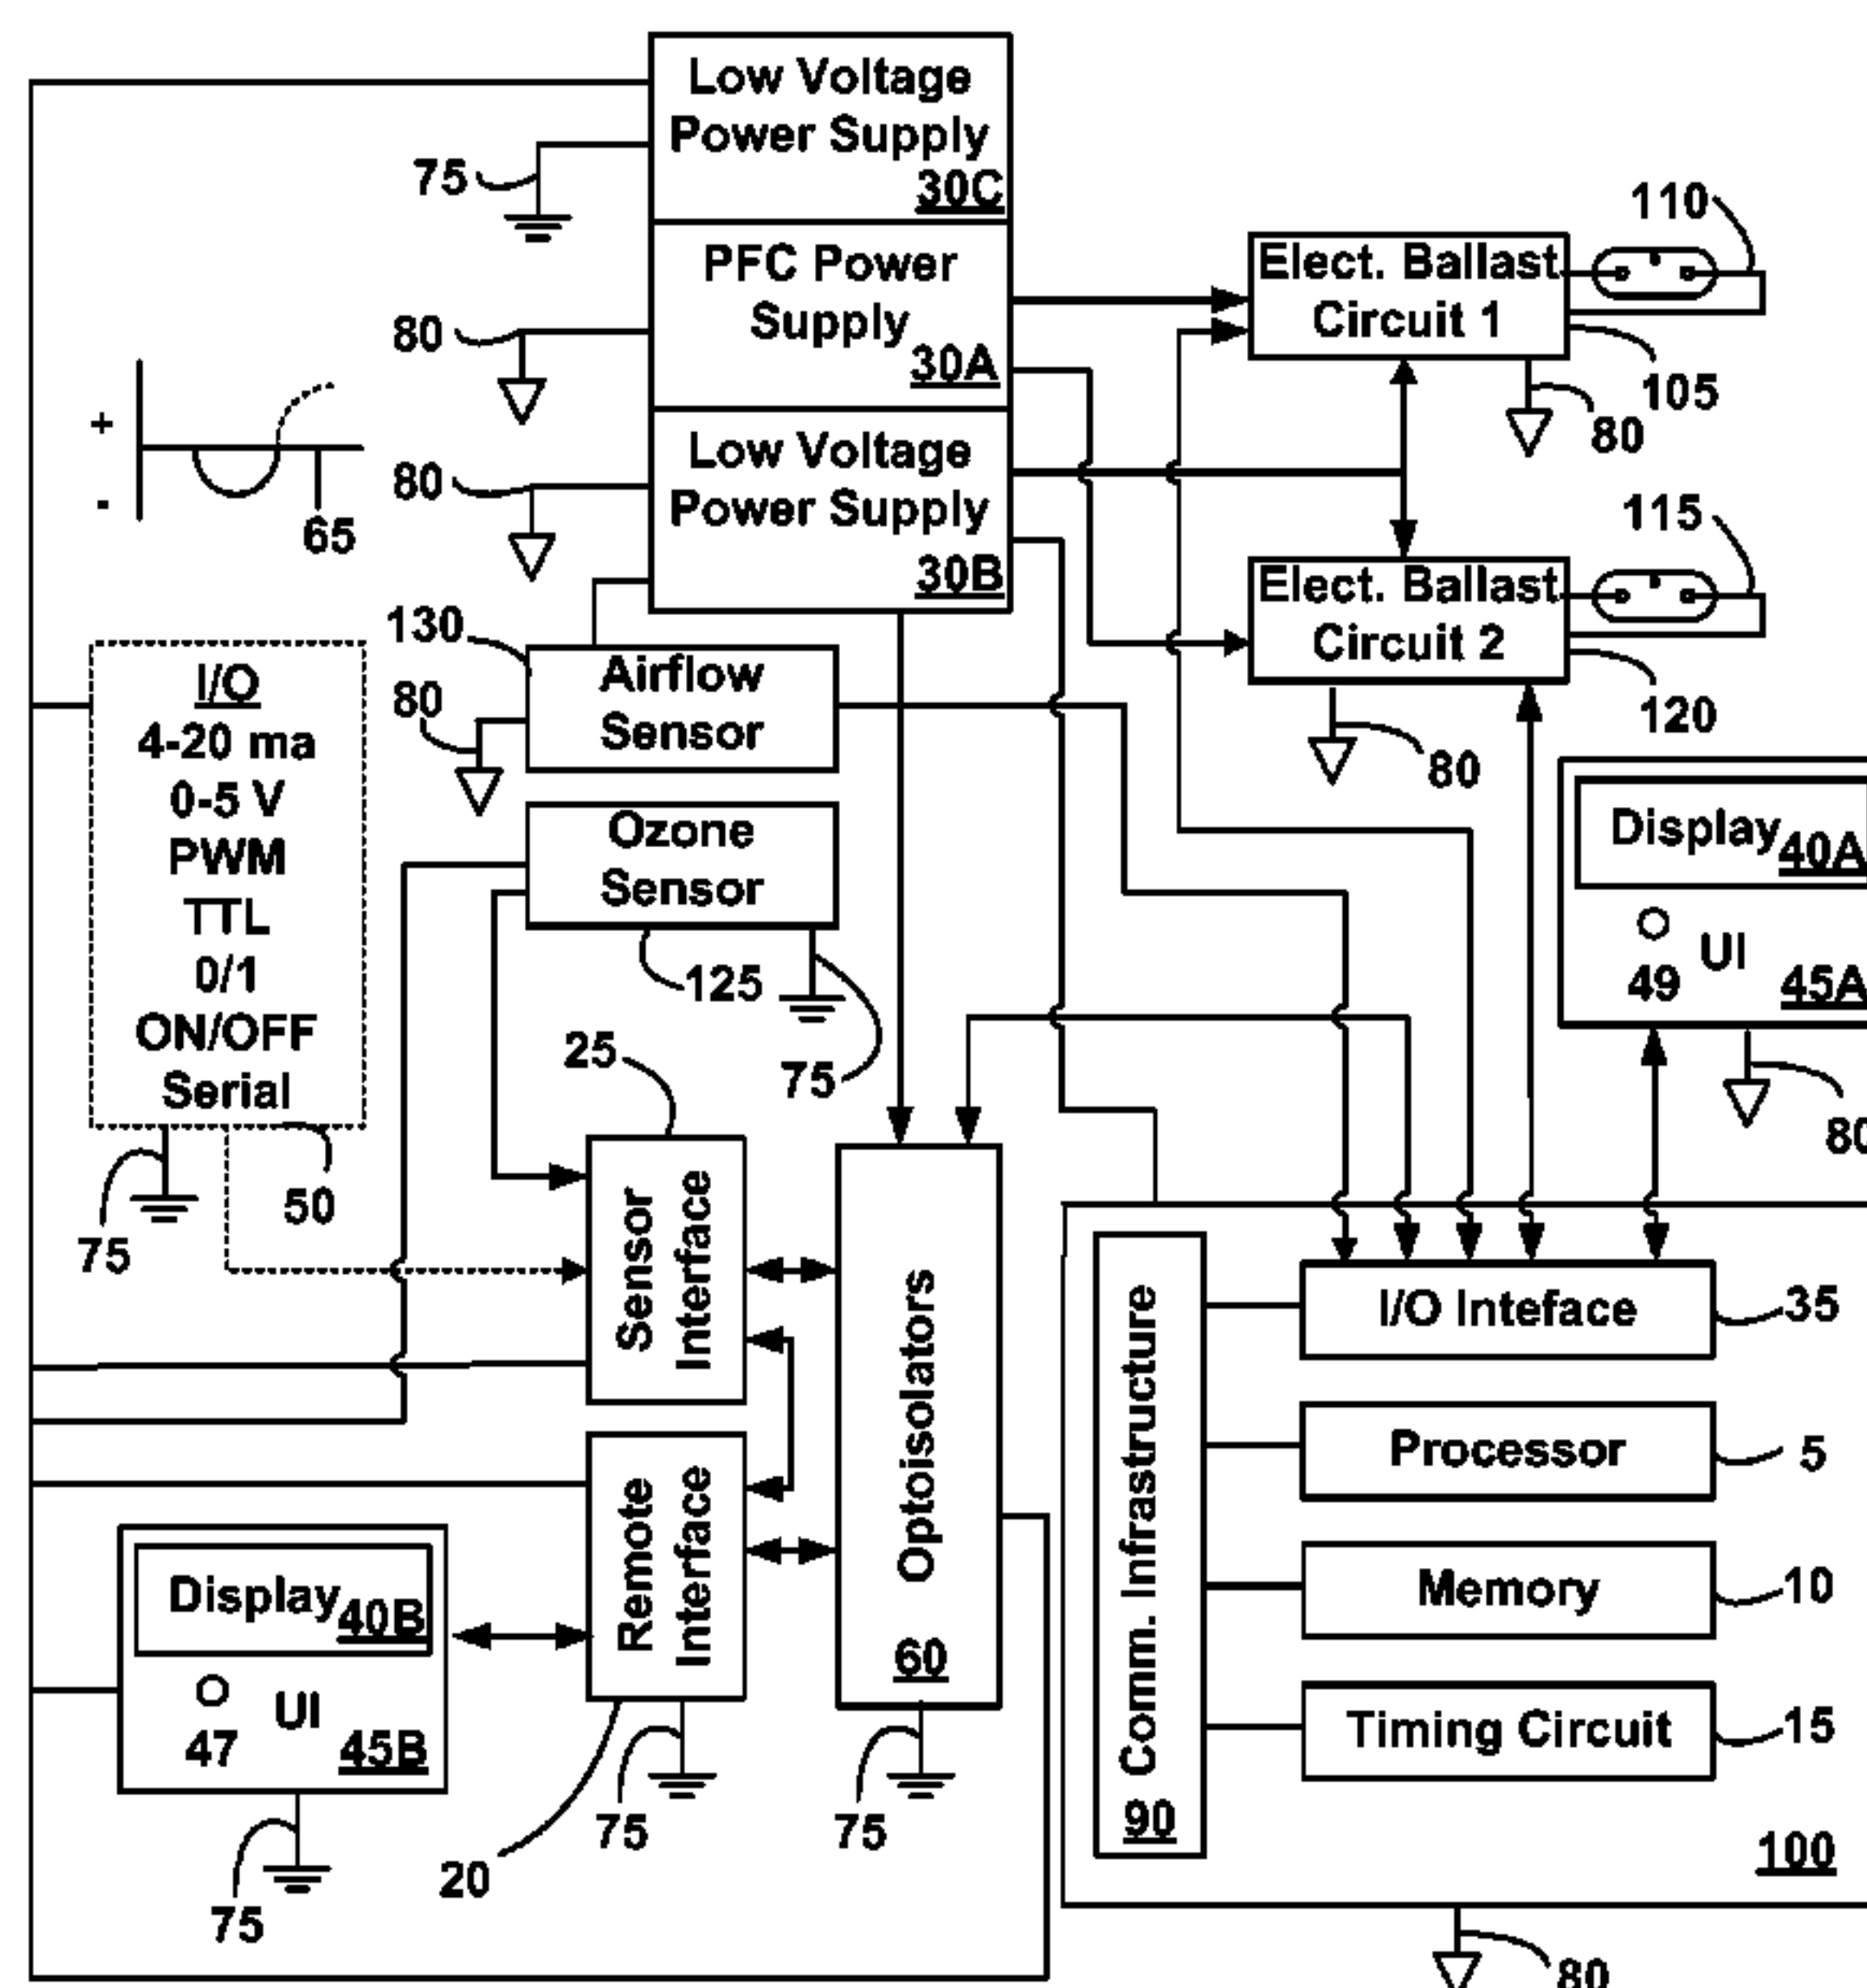 Low Voltage
Power Supply
30C
75
PFC Power
Supply
30A
80
Low Voltage
Power Supply
30B
80
+
-
65
110
Elect. Ballast
Circuit 1
105
80
115
Elect. Ballast
Circuit 2
120
80
130
Airflow
Sensor
80
I/O
4-20 ma
0-5 V
PWM
TTL
0/1
ON/OFF
Serial
50
75
Ozone
Sensor
125
75
Display
40A
49
UI
45A
80
25
Sensor
Interface
Remote
Interface
20
75
Optoisolators
60
75
Display
40B
47
UI
45B
75
Comm. Infrastructure
90
I/O Inteface
35
Processor
5
Memory
10
Timing Circuit
15
100
80